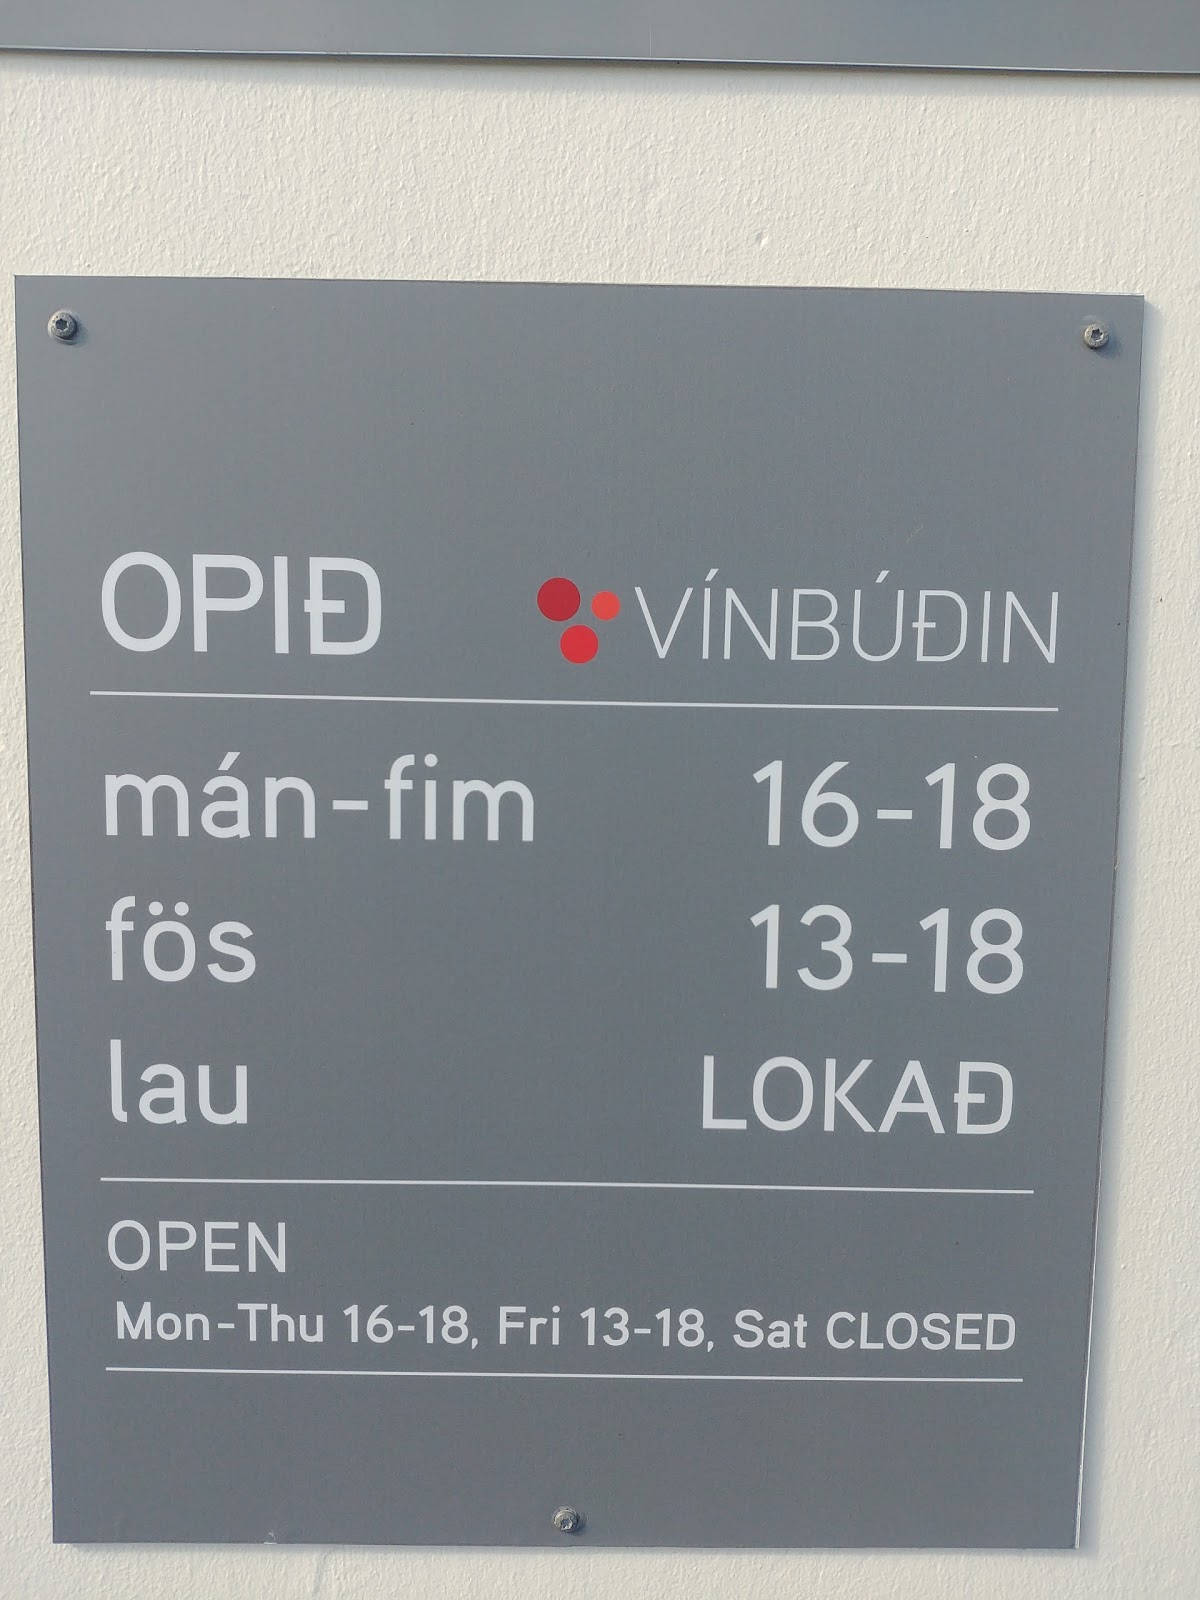 OPIÐ VÍNBÚÐIN
mán-fim 16-18
fös 13-18
lau LOKAÐ
OPEN
Mon-Thu 16-18, Fri 13-18, Sat CLOSED